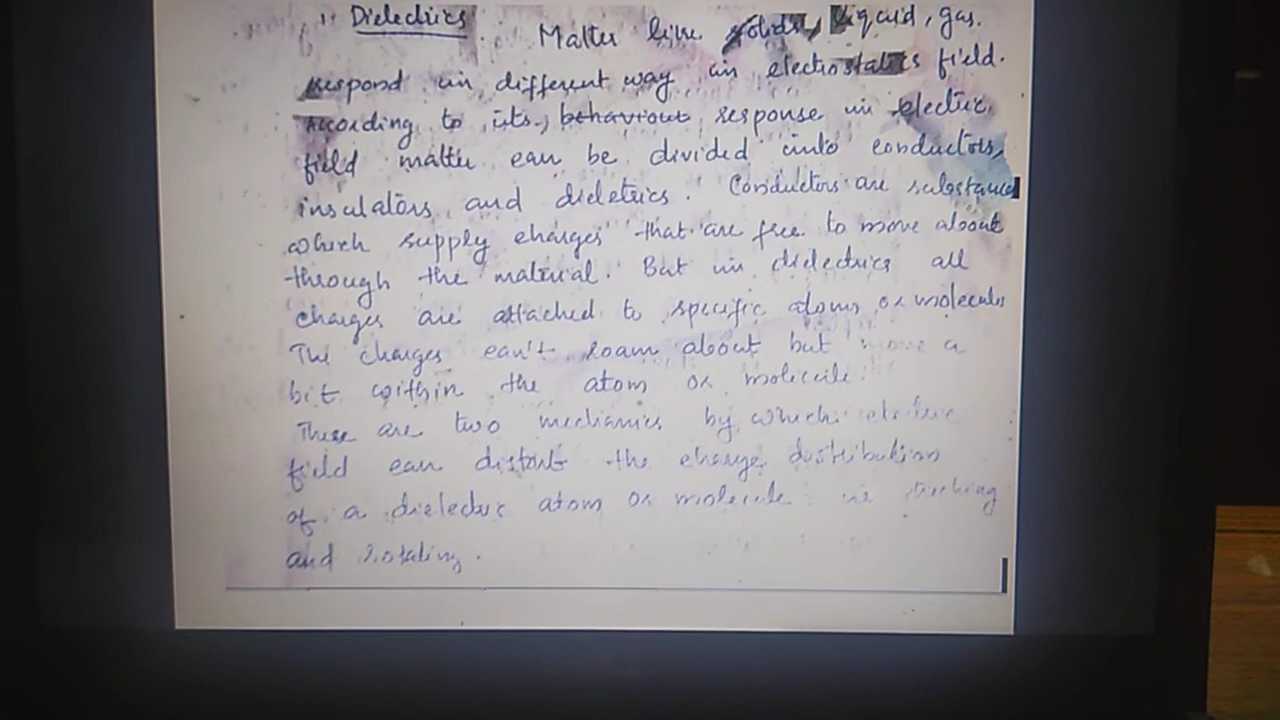 Dielectrics Matter like solids, liquid, gas.
respond in different way in electrostatics field.
According to its, behaviour response in electric
field matter can be divided into conductors,
insulators and dieletrics. Conductors are substance
which supply charges that are free to move about
through the material. But in dielectrics all
charges are attached to specific atoms or molecules
The charges can't roam about but move a
bit within the atom or molecule.
These are two mechanics by which electric
field can distort the charge distribution
of a dielectric atom or molecule
and rotating.